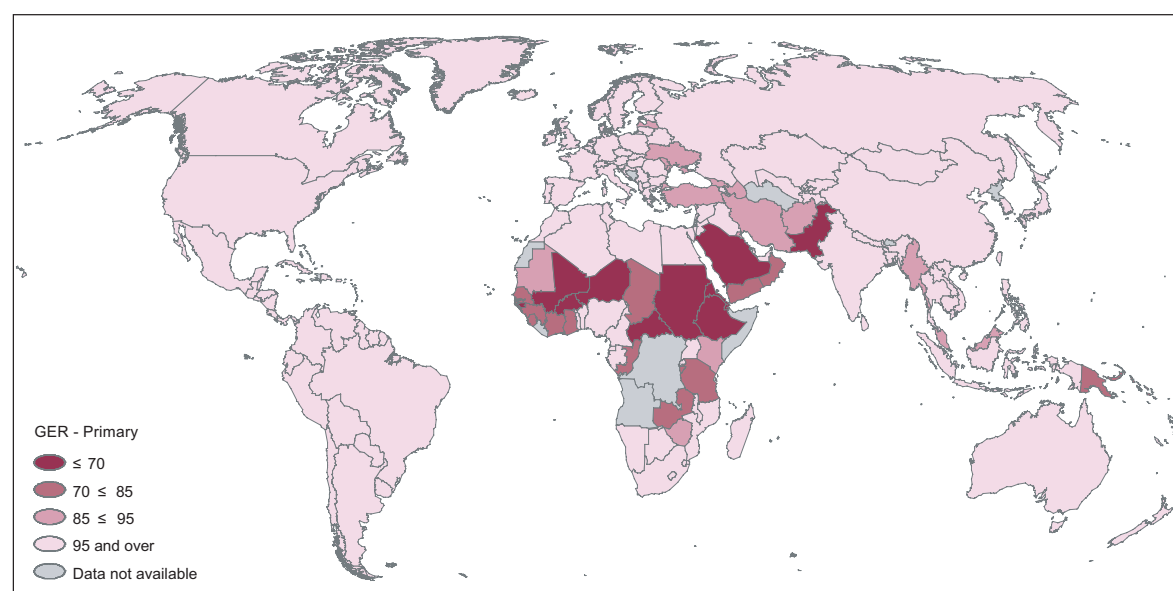 GER - Primary
≤ 70
70 ≤ 85
85 ≤ 95
95 and over
Data not available